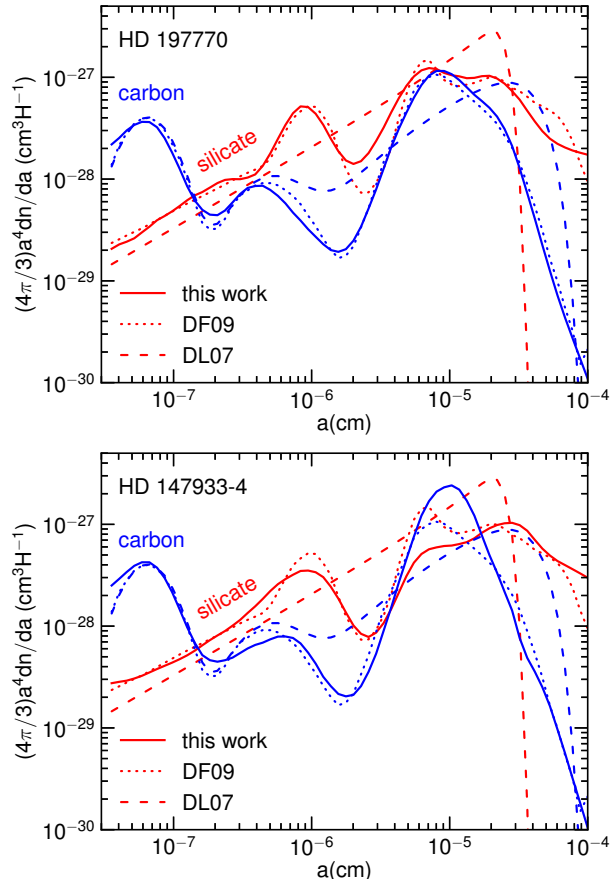 HD 197770
carbon
silicate
this work
DF09
DL07
10−27
10−28
10−29
10−30
(4π/3)a⁴dn/da (cm³H⁻¹)
10−7 10−6 10−5 10−4
a(cm)
HD 147933-4
carbon
silicate
this work
DF09
DL07
10−27
10−28
10−29
10−30
(4π/3)a⁴dn/da (cm³H⁻¹)
10−7 10−6 10−5 10−4
a(cm)